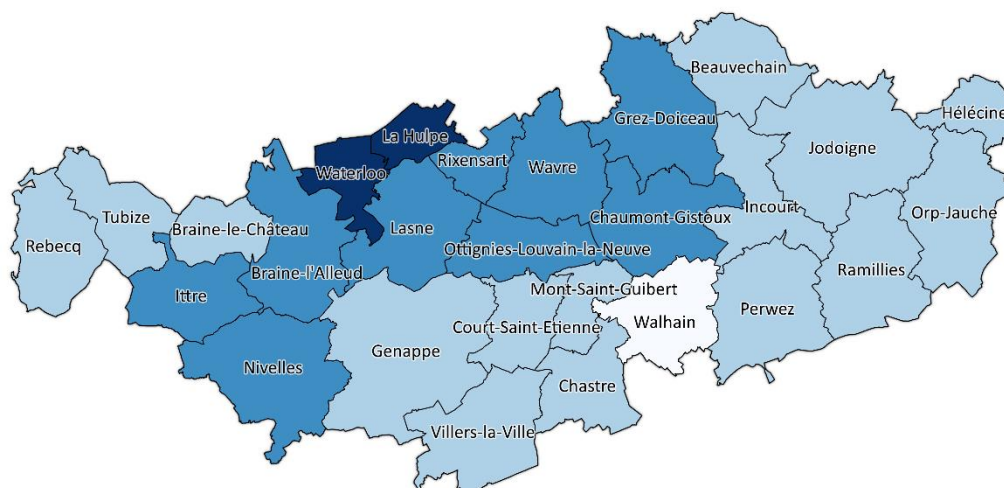 Beauvechain
Hélécine
Grez-Doiceau
La Hulpe
Jodoigne
Rixensart
Wavre
Waterloo
Incourt
Orp-Jauche
Tubize
Chaumont-Gistoux
Braine-le-Château
Lasne
Rebecq
Ottignies-Louvain-la-Neuve
Ramillies
Braine-l'Alleud
Mont-Saint-Guibert
Ittre
Perwez
Walhain
Court-Saint-Etienne
Genappe
Nivelles
Chastre
Villers-la-Ville